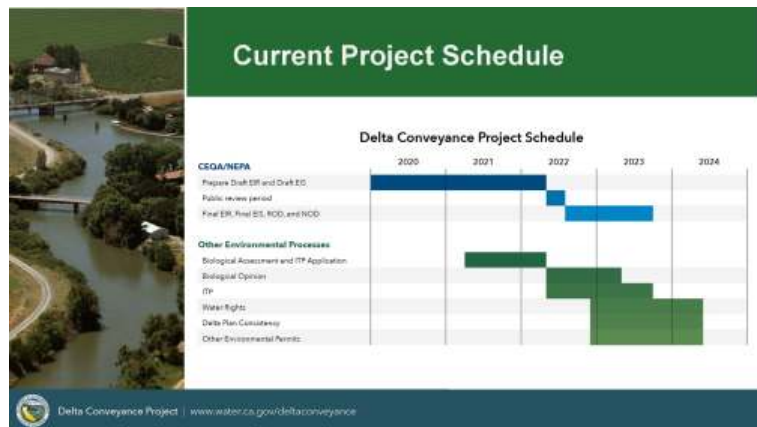 Current Project Schedule
Delta Conveyance Project Schedule
2020 2021 2022 2023 2024
CEQA/NEPA
Prepare Draft EIR and Draft EIS
Public review period
Final EIR, Final EIS, ROD, and NOD
Other Environmental Processes
Biological Assessment and ITP Application
Biological Opinion
ITP
Water Rights
Delta Plan Consistency
Other Environmental Permits
Delta Conveyance Project | www.water.ca.gov/deltaconveyance